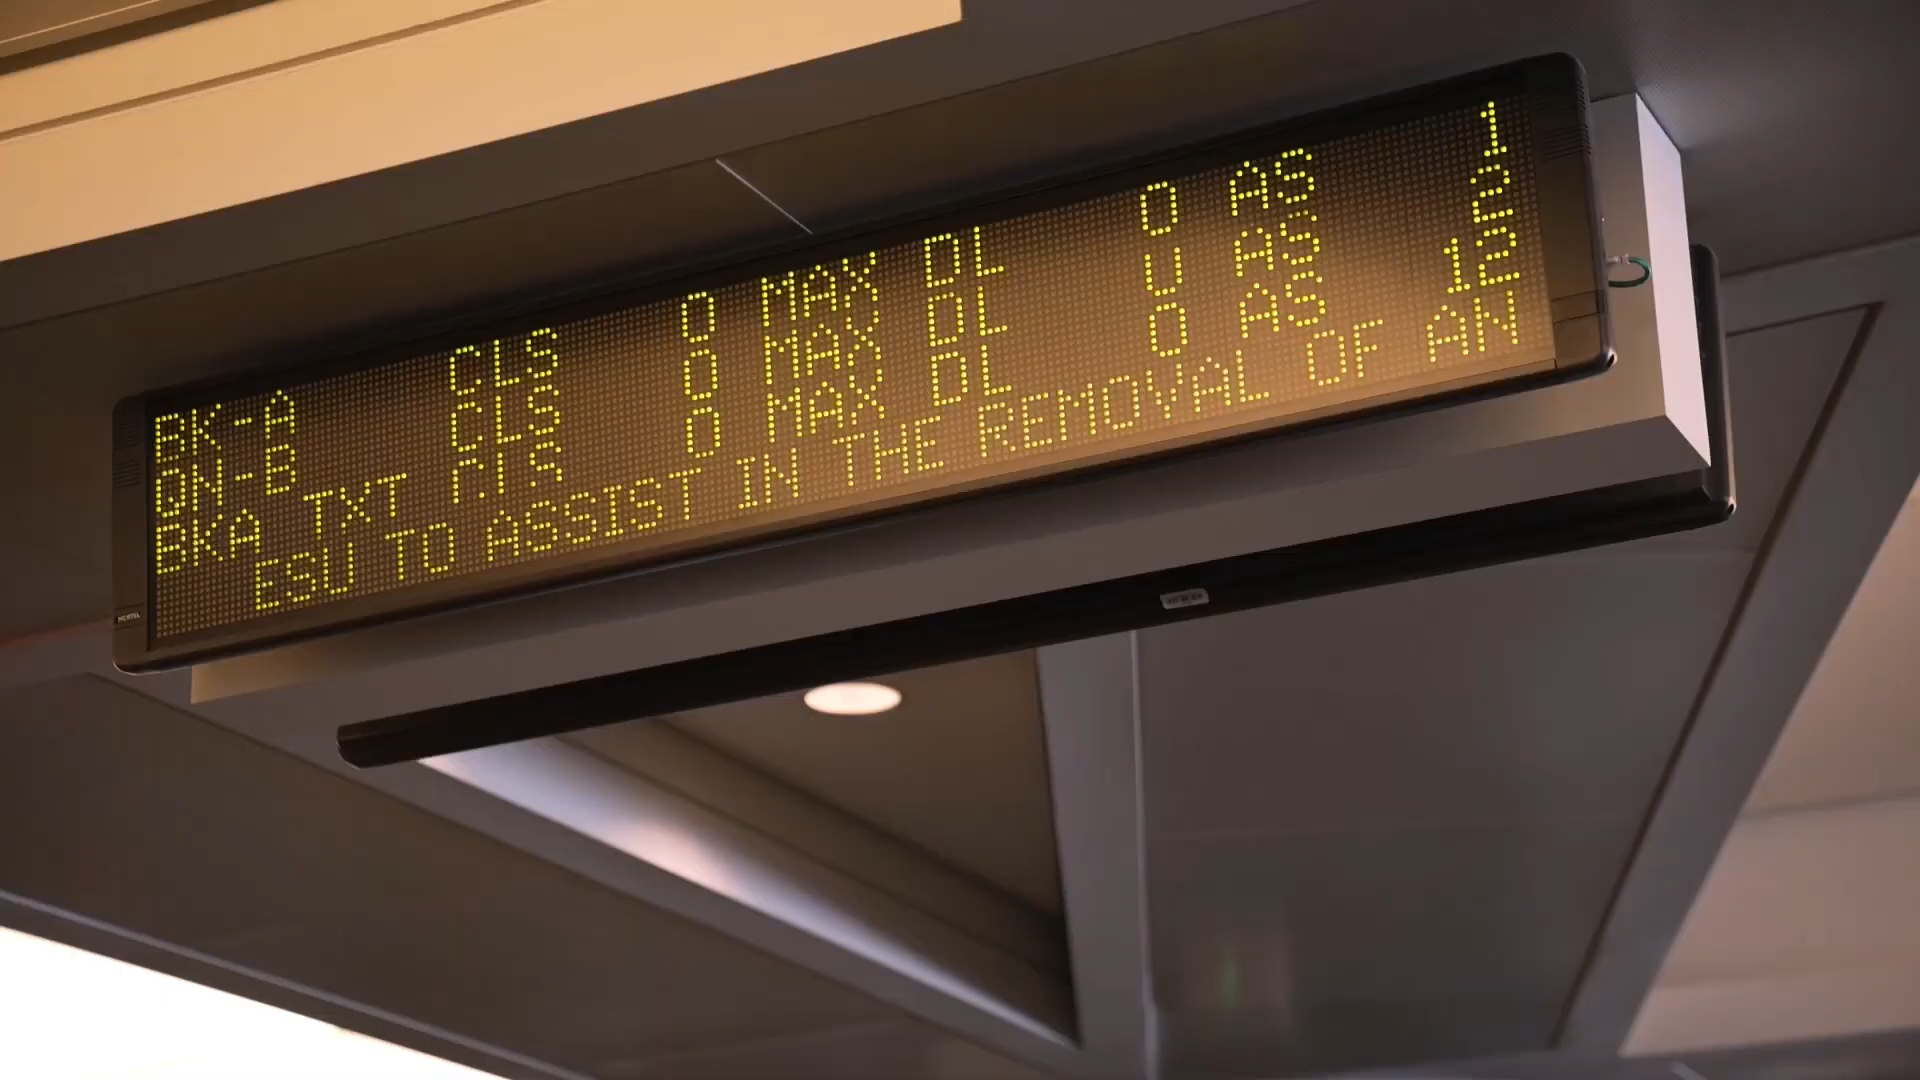 BK-A CLS 0 MAX DL 0 AS 1
QN-B CLS 0 MAX DL 0 AS 2
BKA TXT CLS 0 MAX DL 0 AS 12
ESU TO ASSIST IN THE REMOVAL OF AN